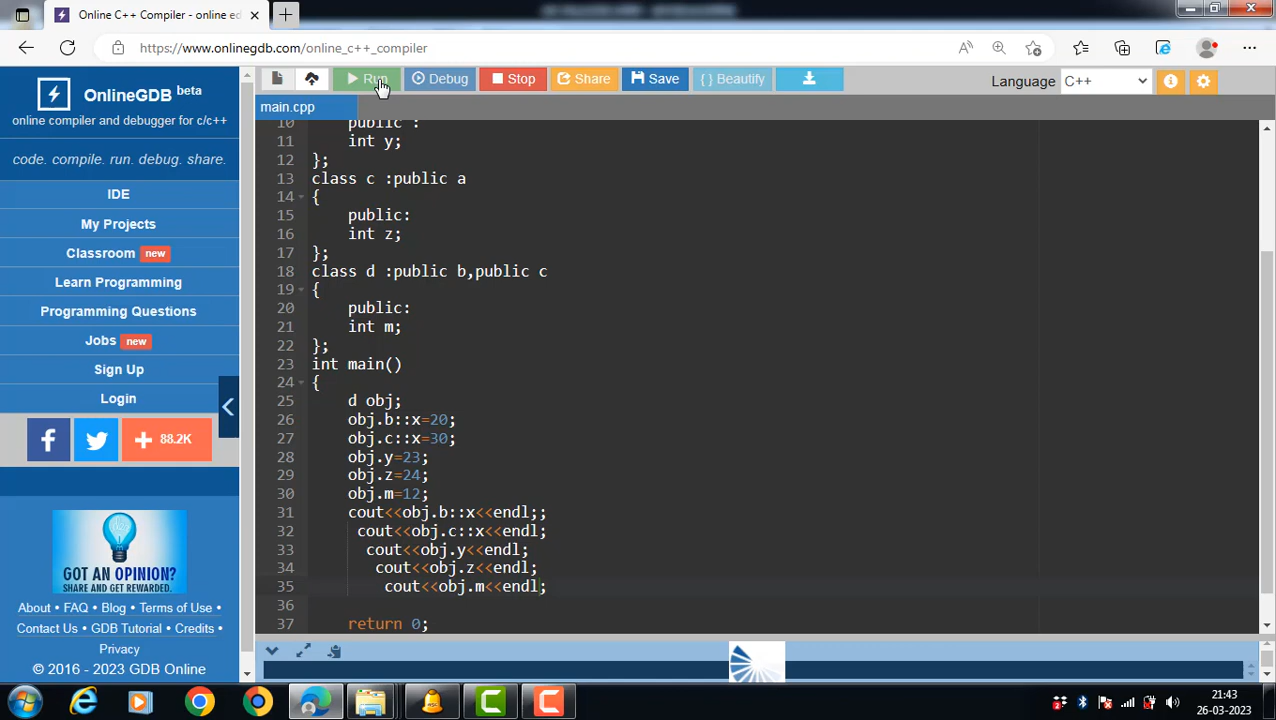 Online C++ Compiler - online ed
https://www.onlinegdb.com/online_c++_compiler
OnlineGDB beta
online compiler and debugger for c/c++
code. compile. run. debug. share.
IDE
My Projects
Classroom new
Learn Programming
Programming Questions
Jobs new
Sign Up
Login
88.2K
GOT AN OPINION?
SHARE AND GET REWARDED.
About • FAQ • Blog • Terms of Use •
Contact Us • GDB Tutorial • Credits •
Privacy
© 2016 - 2023 GDB Online
Run Debug Stop Share Save { } Beautify
Language C++
main.cpp
10 public :
11 int y;
12 };
13 class c :public a
14 {
15 public:
16 int z;
17 };
18 class d :public b,public c
19 {
20 public:
21 int m;
22 };
23 int main()
24 {
25 d obj;
26 obj.b::x=20;
27 obj.c::x=30;
28 obj.y=23;
29 obj.z=24;
30 obj.m=12;
31 cout<<obj.b::x<<endl;;
32 cout<<obj.c::x<<endl;
33 cout<<obj.y<<endl;
34 cout<<obj.z<<endl;
35 cout<<obj.m<<endl;
36
37 return 0;
21:43
26-03-2023